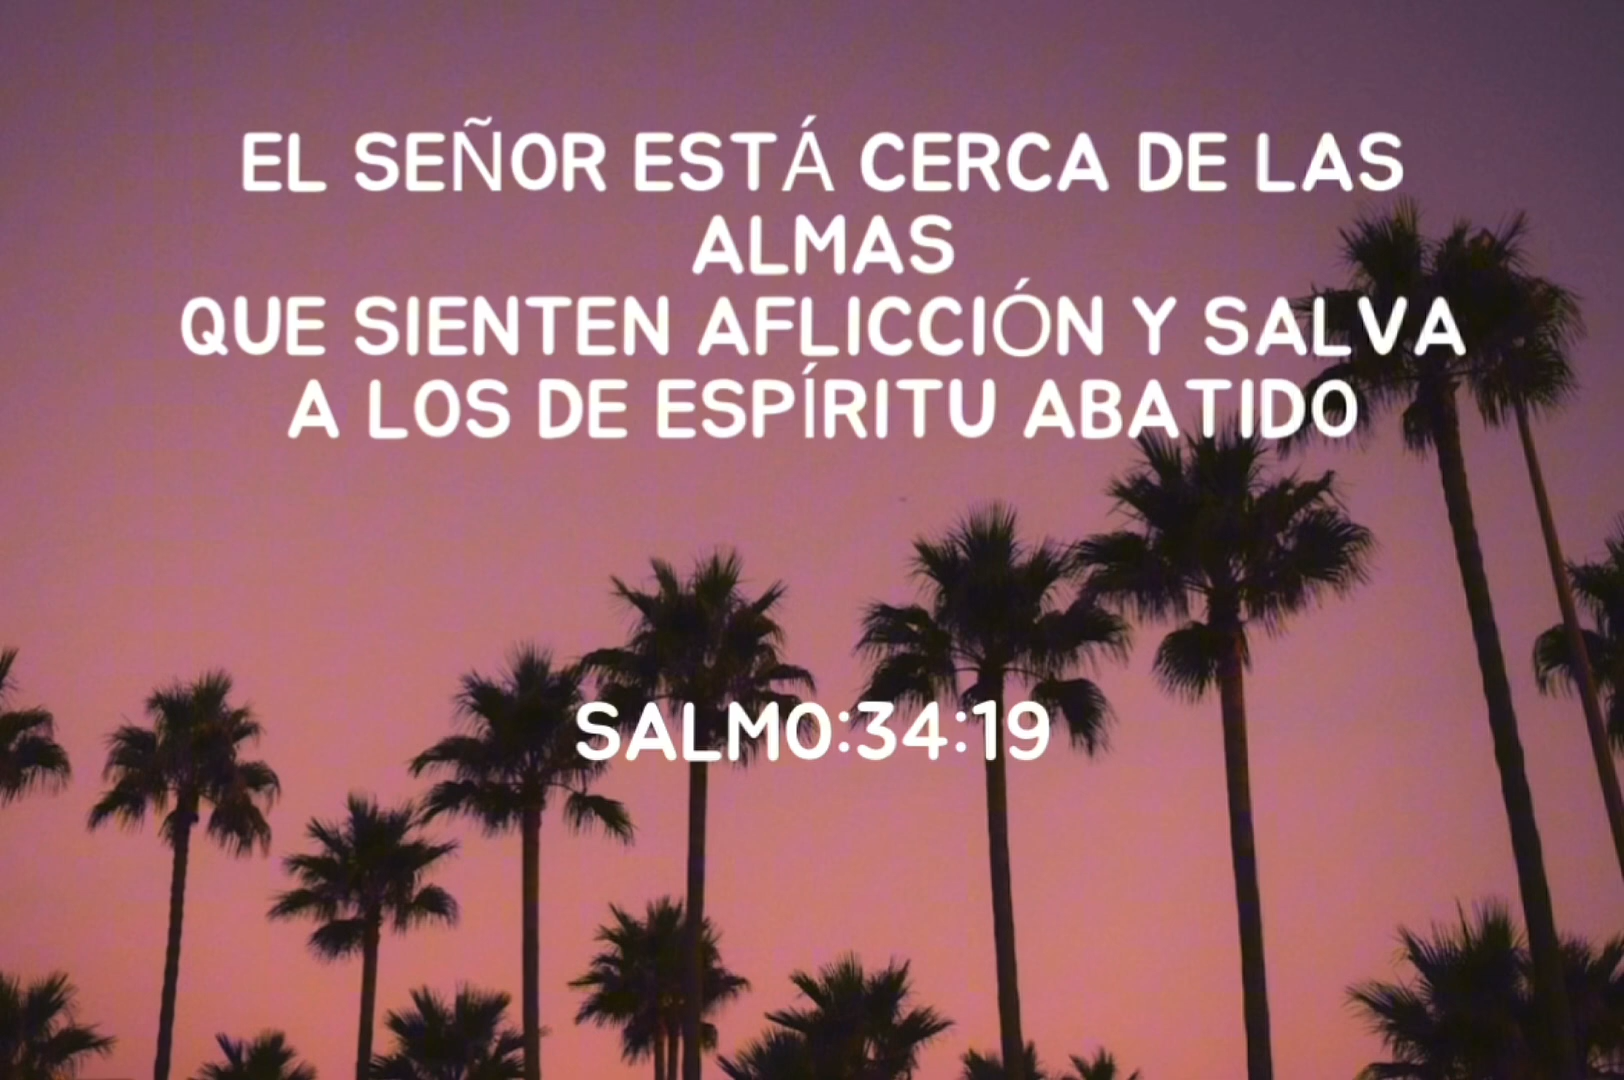 EL SEÑOR ESTÁ CERCA DE LAS
ALMAS
QUE SIENTEN AFLICCIÓN Y SALVA
A LOS DE ESPÍRITU ABATIDO
SALMO:34:19